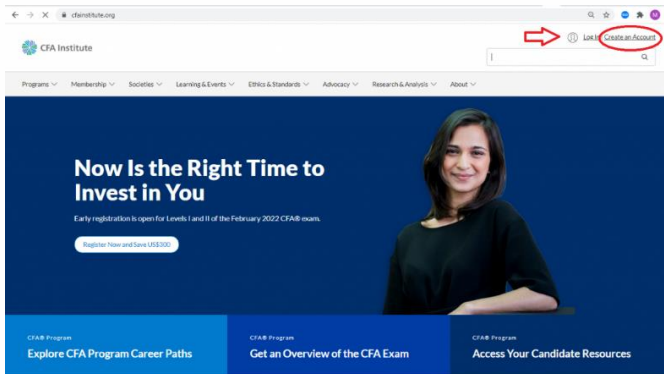 cfainstitute.org
Log In Create an Account
CFA Institute
Programs Membership Societies Learning & Events Ethics & Standards Advocacy Research & Analysis About
Now Is the Right Time to
Invest in You
Early registration is open for Levels I and II of the February 2022 CFA® exam.
Register Now and Save US$300
CFA® Program
Explore CFA Program Career Paths
CFA® Program
Get an Overview of the CFA Exam
CFA® Program
Access Your Candidate Resources